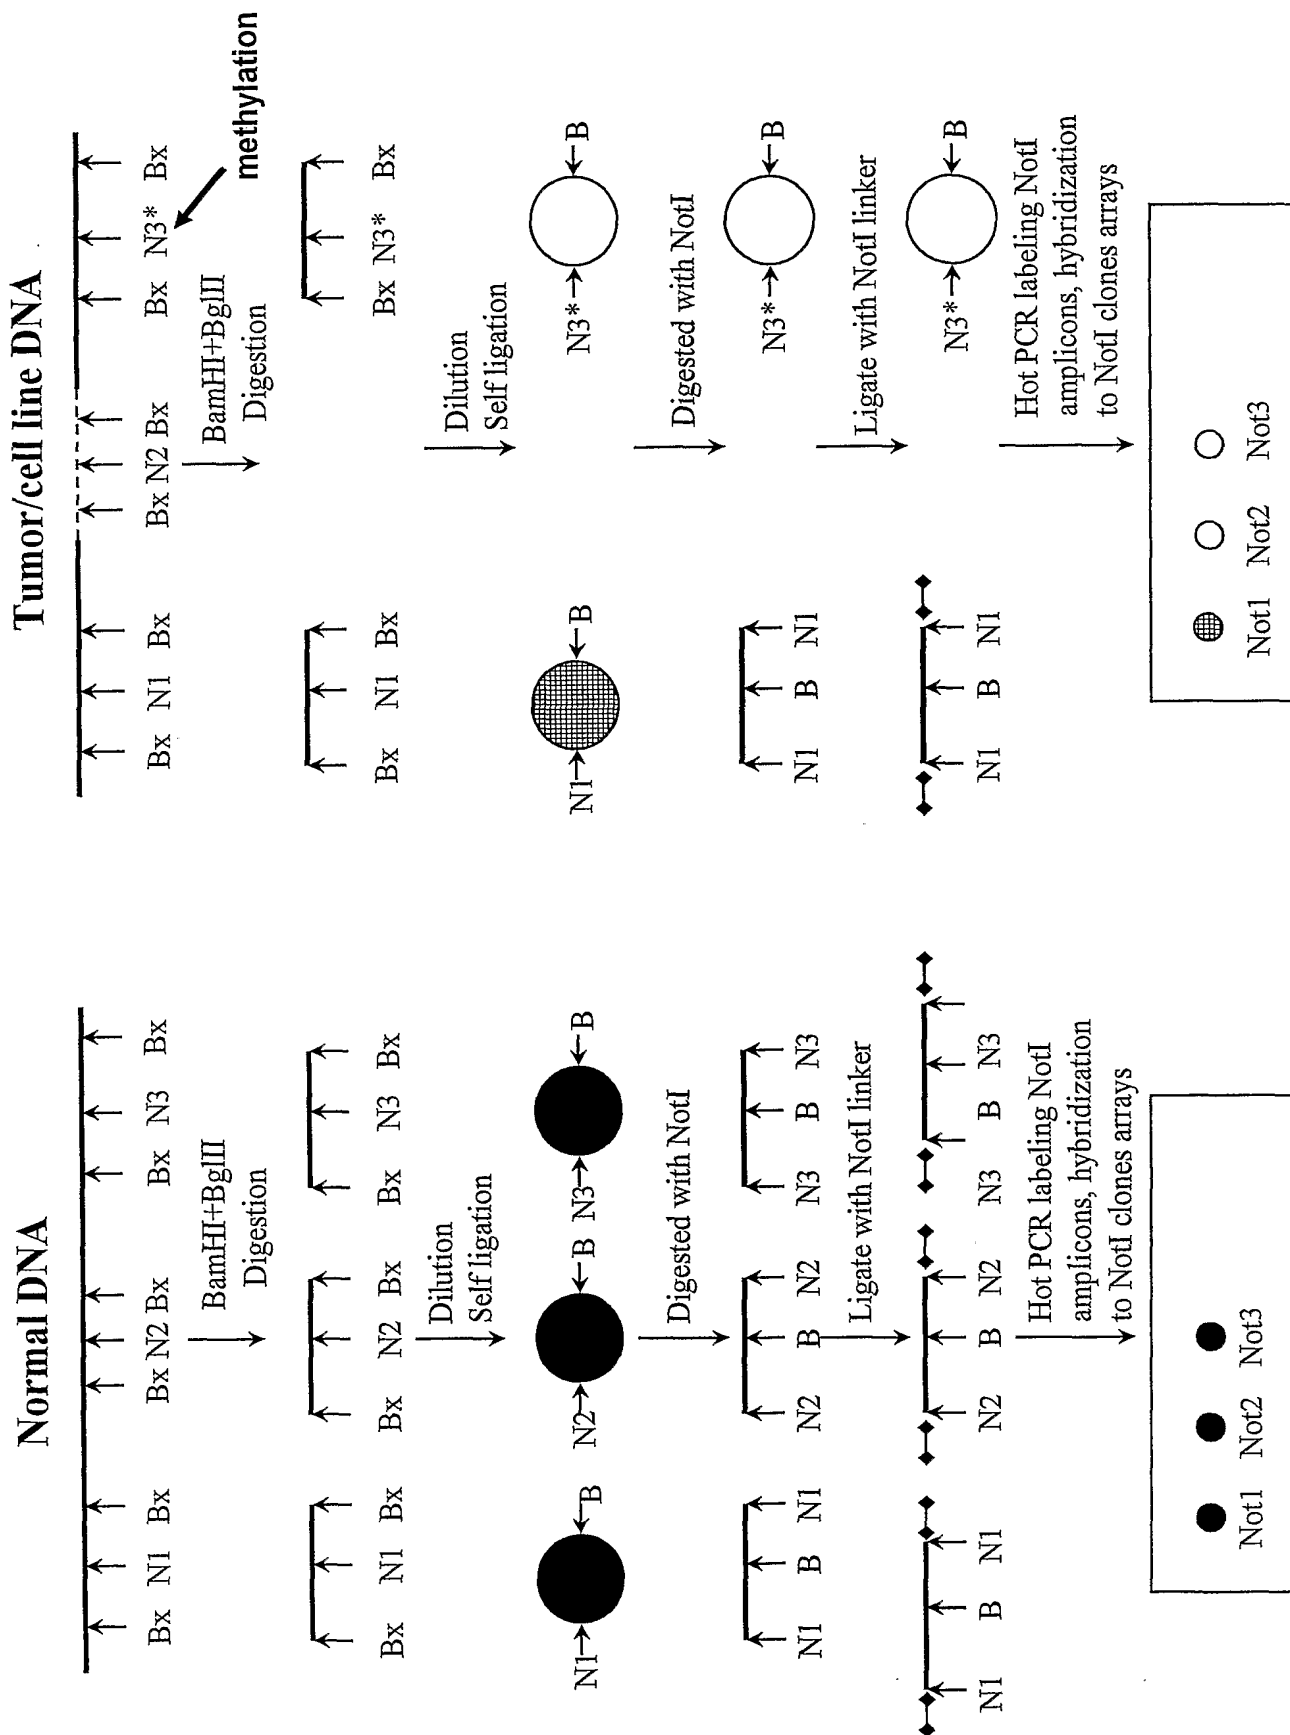 Normal DNA
Bx N1 Bx Bx N2 Bx Bx N3 Bx
BamHI+BglII
Digestion
Bx N1 Bx Bx N2 Bx Bx N3 Bx
Dilution
Self ligation
N1 B N2 B N3 B
Digested with NotI
N1 B N1 N2 B N2 N3 B N3
Ligate with NotI linker
N1 B N1 N2 B N2 N3 B N3
Hot PCR labeling NotI
amplicons, hybridization
to NotI clones arrays
Not1 Not2 Not3
Tumor/cell line DNA
Bx N1 Bx Bx N2 Bx Bx N3* Bx
methylation
BamHI+BglII
Digestion
Bx N1 Bx Bx N3* Bx
Dilution
Self ligation
N1 B N3* B
Digested with NotI
N1 B N1 N3* B
Ligate with NotI linker
N1 B N1 N3* B
Hot PCR labeling NotI
amplicons, hybridization
to NotI clones arrays
Not1 Not2 Not3